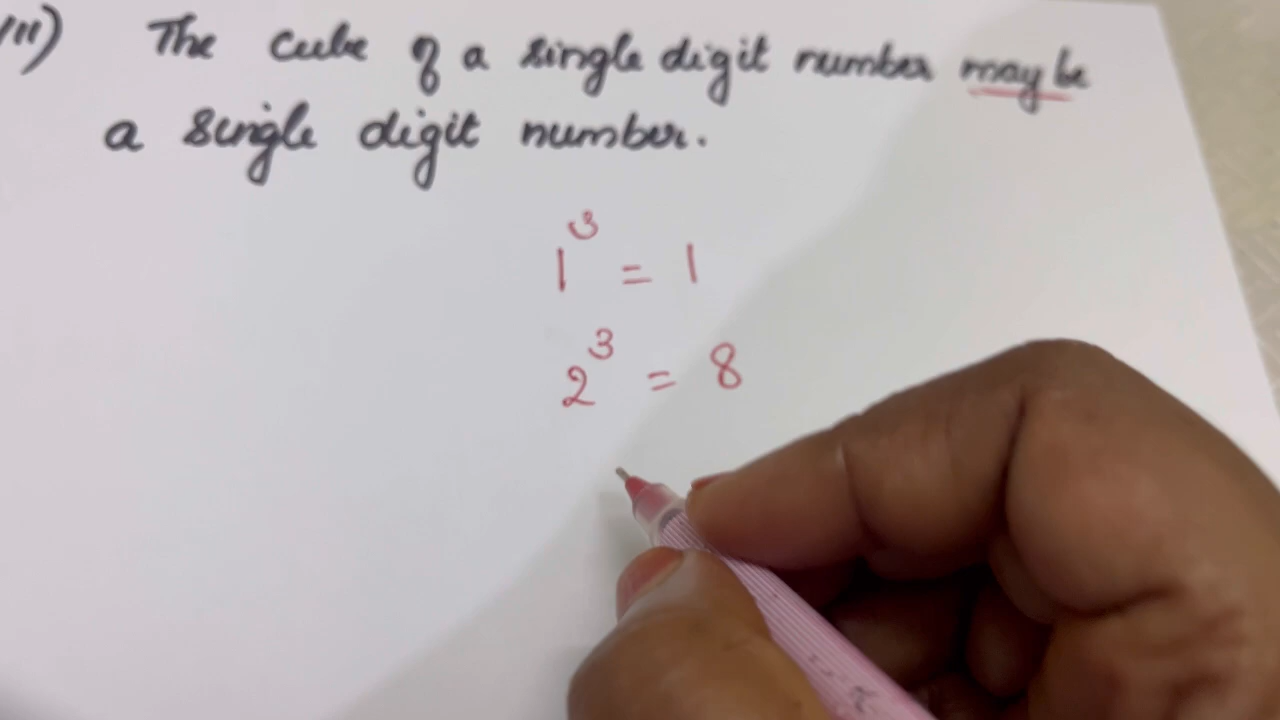 iii) The cube of a single digit number may be
a single digit number.
1³ = 1
2³ = 8